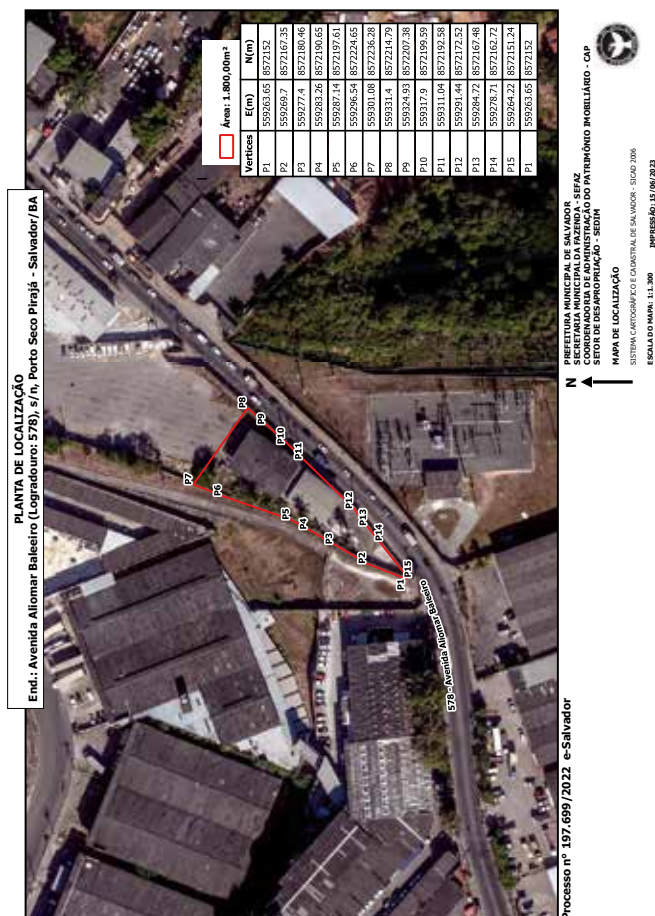 PLANTA DE LOCALIZAÇÃO
End.: Avenida Aliomar Baleeiro (Logradouro: 578), s/n, Porto Seco Pirajá - Salvador/BA
Área: 1.800,00m²
Vertices E(m) N(m)
P1 559263.65 8572152
P2 559269.7 8572167.35
P3 559277.4 8572180.46
P4 559283.26 8572190.65
P5 559287.14 8572197.61
P6 559296.54 8572224.65
P7 559301.08 8572236.28
P8 559331.4 8572214.79
P9 559324.93 8572207.38
P10 559317.9 8572199.59
P11 559311.04 8572192.58
P12 559291.44 8572172.52
P13 559284.72 8572167.48
P14 559278.71 8572162.72
P15 559264.22 8572151.24
P1 559263.65 8572152
P7
P8
P6
P9
P10
P5
P11
P4
P3
P12
P13
P2
P14
P1
P15
578 - Avenida Aliomar Baleeiro
Processo nº 197.699/2022 e-Salvador
N
PREFEITURA MUNICIPAL DE SALVADOR
SECRETARIA MUNICIPAL DA FAZENDA - SEFAZ
COORDENADORIA DE ADMINISTRAÇÃO DO PATRIMÔNIO IMOBILIÁRIO - CAP
SETOR DE DESAPROPRIAÇÃO - SEDIM
MAPA DE LOCALIZAÇÃO
SISTEMA CARTOGRÁFICO E CADASTRAL DE SALVADOR - SICAD 2006
ESCALA DO MAPA: 1:1.300 IMPRESSÃO: 15/06/2023